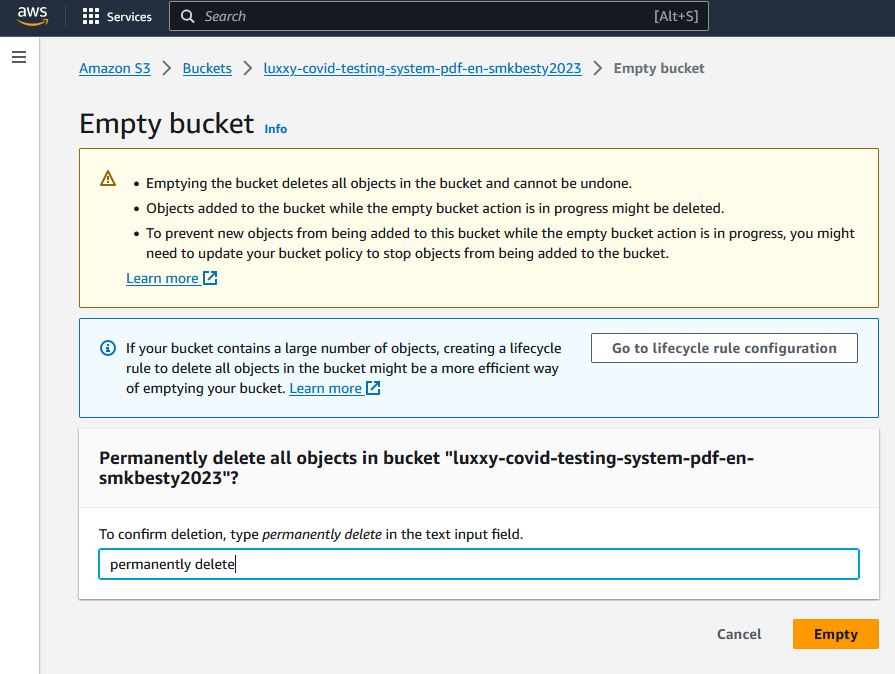 aws Services Search [Alt+S]
Amazon S3 > Buckets > luxxy-covid-testing-system-pdf-en-smkbesty2023 > Empty bucket
Empty bucket Info
• Emptying the bucket deletes all objects in the bucket and cannot be undone.
• Objects added to the bucket while the empty bucket action is in progress might be deleted.
• To prevent new objects from being added to this bucket while the empty bucket action is in progress, you might
need to update your bucket policy to stop objects from being added to the bucket.
Learn more
If your bucket contains a large number of objects, creating a lifecycle
rule to delete all objects in the bucket might be a more efficient way
of emptying your bucket. Learn more
Go to lifecycle rule configuration
Permanently delete all objects in bucket "luxxy-covid-testing-system-pdf-en-
smkbesty2023"?
To confirm deletion, type permanently delete in the text input field.
permanently delete
Cancel Empty